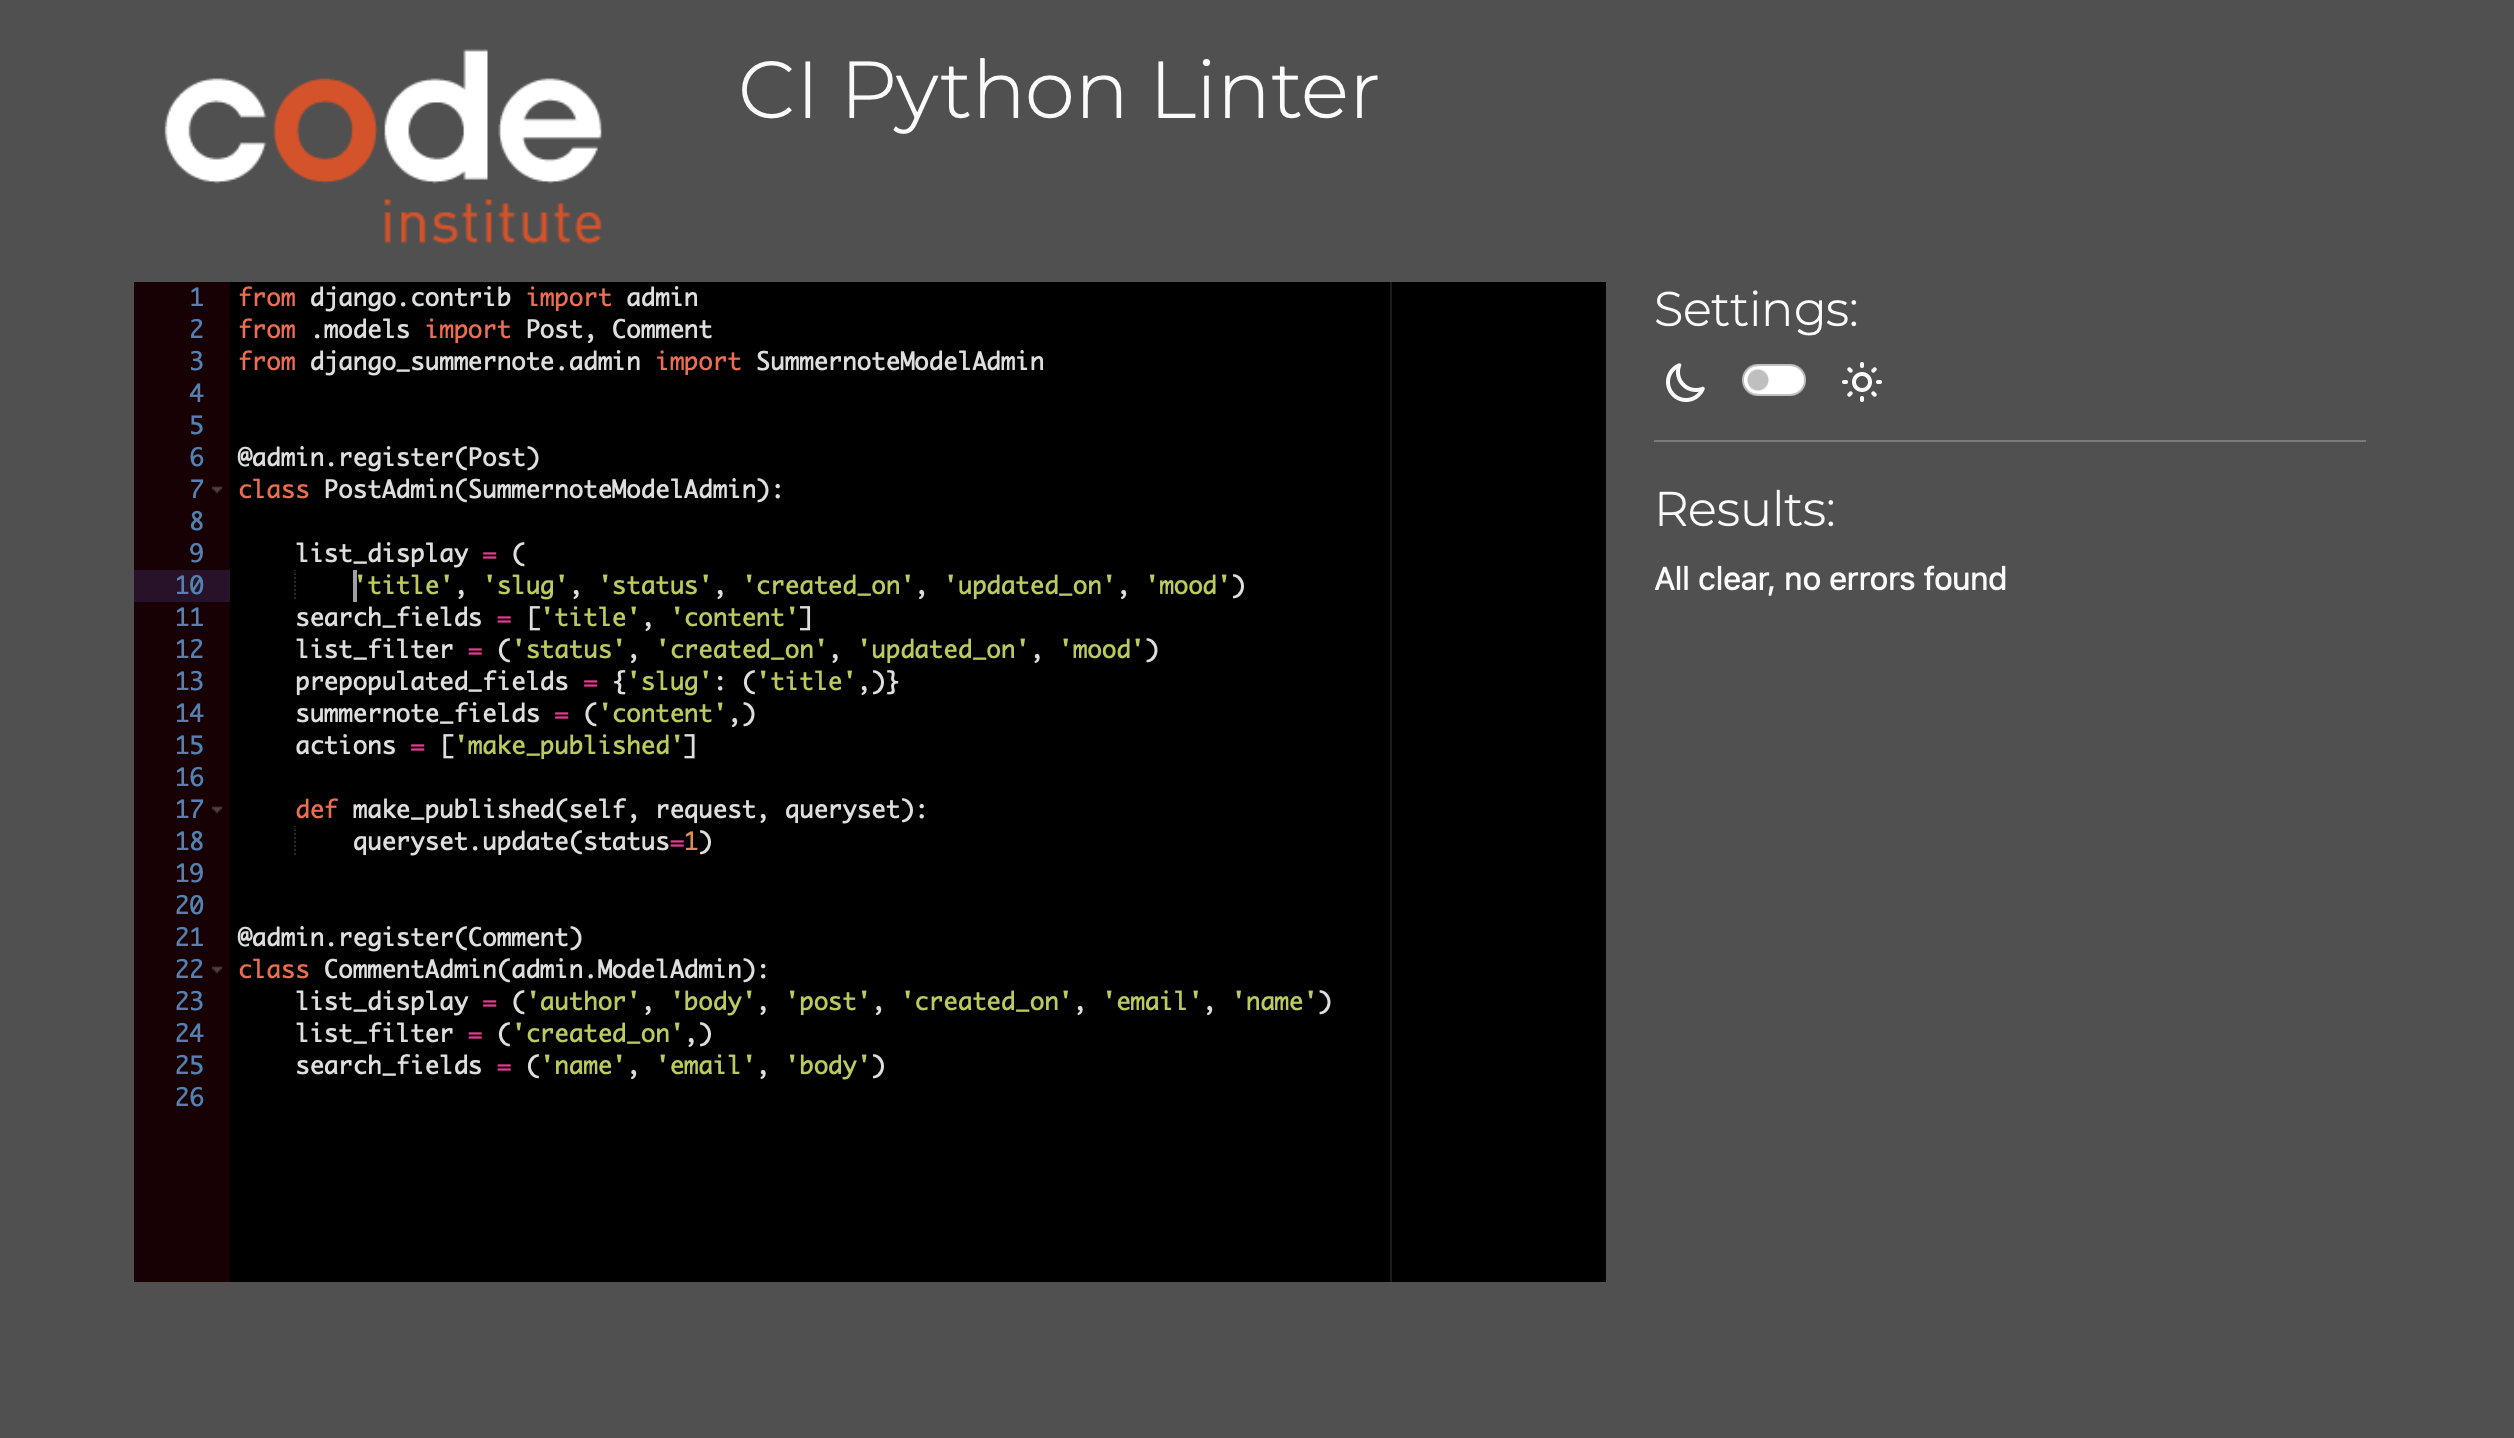 code
institute
CI Python Linter
1 from django.contrib import admin
2 from .models import Post, Comment
3 from django_summernote.admin import SummernoteModelAdmin
4
5
6 @admin.register(Post)
7 class PostAdmin(SummernoteModelAdmin):
8
9     list_display = (
10         'title', 'slug', 'status', 'created_on', 'updated_on', 'mood')
11     search_fields = ['title', 'content']
12     list_filter = ('status', 'created_on', 'updated_on', 'mood')
13     prepopulated_fields = {'slug': ('title',)}
14     summernote_fields = ('content',)
15     actions = ['make_published']
16
17     def make_published(self, request, queryset):
18         queryset.update(status=1)
19
20
21 @admin.register(Comment)
22 class CommentAdmin(admin.ModelAdmin):
23     list_display = ('author', 'body', 'post', 'created_on', 'email', 'name')
24     list_filter = ('created_on',)
25     search_fields = ('name', 'email', 'body')
26
Settings:
Results:
All clear, no errors found